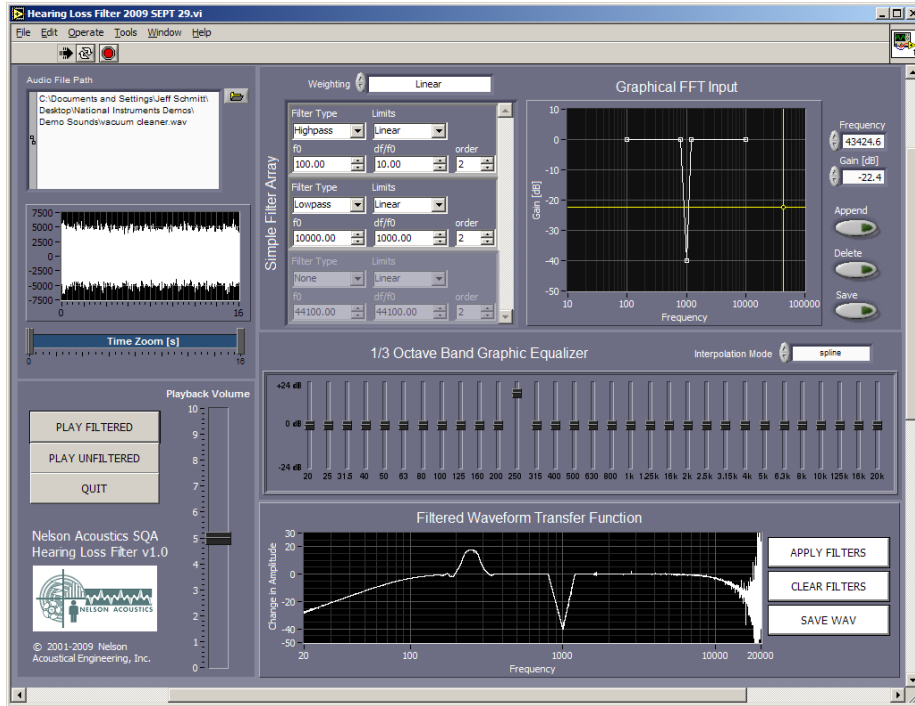 Hearing Loss Filter 2009 SEPT 29.vi
File Edit Operate Tools Window Help
Audio File Path
C:\Documents and Settings\Jeff Schmitt\
Desktop\National Instruments Demos\
Demo Sounds\vacuum cleaner.wav
7500
5000
2500
0
-2500
-5000
-7500
0 16
Time Zoom [s]
0 16
Playback Volume
10
9
8
7
6
5
4
3
2
1
0
PLAY FILTERED
PLAY UNFILTERED
QUIT
Nelson Acoustics SQA
Hearing Loss Filter v1.0
NELSON ACOUSTICS
© 2001-2009 Nelson
Acoustical Engineering, Inc.
Weighting Linear
Simple Filter Array
Filter Type Limits
Highpass Linear
f0 df/f0 order
100.00 10.00 2
Filter Type Limits
Lowpass Linear
f0 df/f0 order
10000.00 1000.00 2
Filter Type Limits
None Linear
f0 df/f0 order
44100.00 44100.00 2
Graphical FFT Input
Gain [dB]
10
0
-10
-20
-30
-40
-50
10 100 1000 10000 100000
Frequency
Frequency
43424.6
Gain [dB]
-22.4
Append
Delete
Save
1/3 Octave Band Graphic Equalizer
Interpolation Mode spline
+24 dB
0 dB
-24 dB
20 25 31.5 40 50 63 80 100 125 160 200 250 315 400 500 630 800 1k 1.25k 16k 2k 2.5k 3.15k 4k 5k 6.3k 8k 10k 125k 16k 20k
Filtered Waveform Transfer Function
Change in Amplitude
30
20
0
-20
-40
-50
20 100 1000 10000 20000
Frequency
APPLY FILTERS
CLEAR FILTERS
SAVE WAV